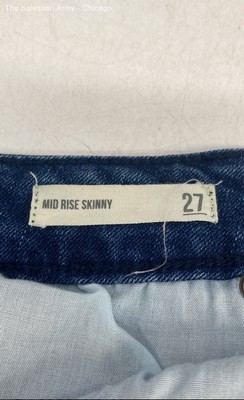 The Salvation Army - Chicago
MID RISE SKINNY 27